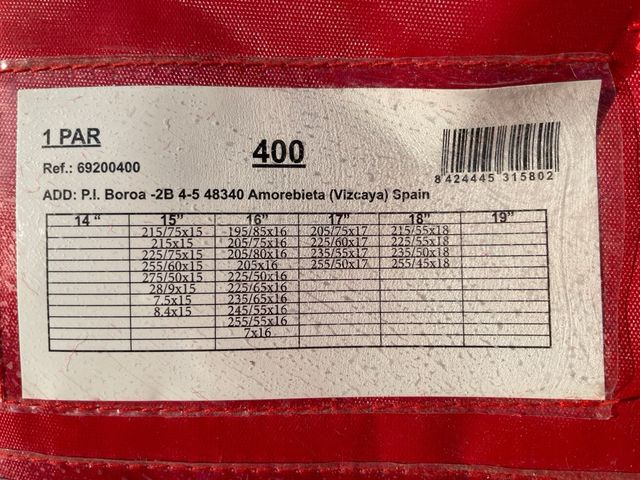 1 PAR
400
Ref.: 69200400
8 424445 315802
ADD: P.I. Boroa -2B 4-5 48340 Amorebieta (Vizcaya) Spain
14 “ 15” 16” 17” 18” 19”
215/75x15 195/85x16 205/75x17 215/55x18
215x15 205/75x16 225/60x17 225/55x18
225/75x15 205/80x16 235/55x17 235/50x18
255/60x15 205x16 255/50x17 255/45x18
275/50x15 225/50x16
28/9x15 225/65x16
7.5x15 235/65x16
8.4x15 245/55x16
255/55x16
7x16